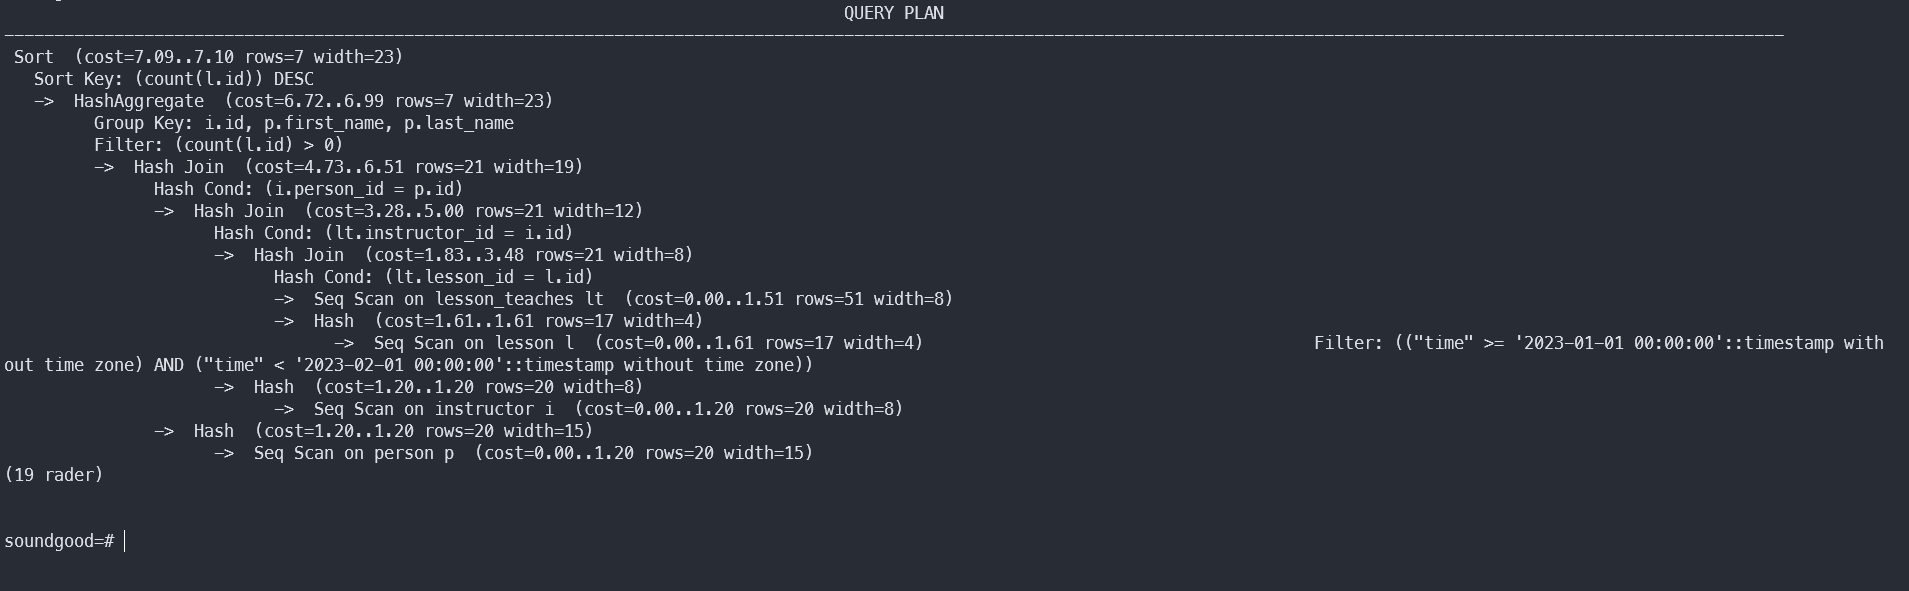 QUERY PLAN
--------------------------------------------------------------------------------------------------------------------------------------------------------------------------------------
Sort  (cost=7.09..7.10 rows=7 width=23)
  Sort Key: (count(l.id)) DESC
  ->  HashAggregate  (cost=6.72..6.99 rows=7 width=23)
        Group Key: i.id, p.first_name, p.last_name
        Filter: (count(l.id) > 0)
        ->  Hash Join  (cost=4.73..6.51 rows=21 width=19)
              Hash Cond: (i.person_id = p.id)
              ->  Hash Join  (cost=3.28..5.00 rows=21 width=12)
                    Hash Cond: (lt.instructor_id = i.id)
                    ->  Hash Join  (cost=1.83..3.48 rows=21 width=8)
                          Hash Cond: (lt.lesson_id = l.id)
                          ->  Seq Scan on lesson_teaches lt  (cost=0.00..1.51 rows=51 width=8)
                          ->  Hash  (cost=1.61..1.61 rows=17 width=4)
                                ->  Seq Scan on lesson l  (cost=0.00..1.61 rows=17 width=4)                                       Filter: (("time" >= '2023-01-01 00:00:00'::timestamp with
out time zone) AND ("time" < '2023-02-01 00:00:00'::timestamp without time zone))
                    ->  Hash  (cost=1.20..1.20 rows=20 width=8)
                          ->  Seq Scan on instructor i  (cost=0.00..1.20 rows=20 width=8)
              ->  Hash  (cost=1.20..1.20 rows=20 width=15)
                    ->  Seq Scan on person p  (cost=0.00..1.20 rows=20 width=15)
(19 rader)
soundgood=#